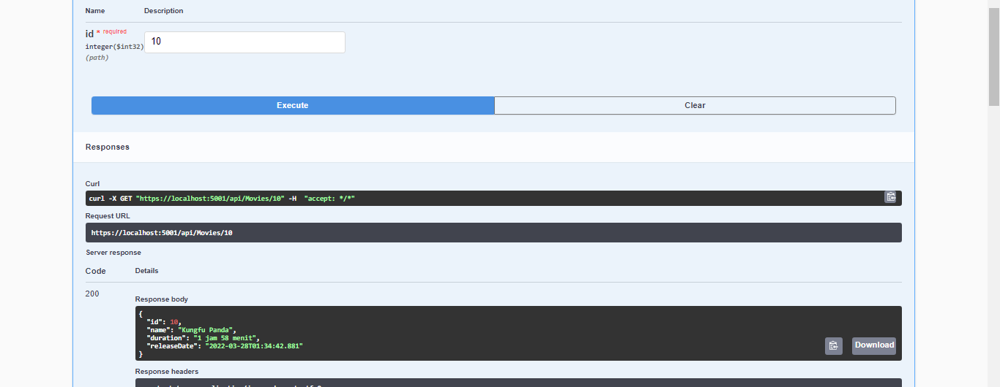 Name Description
id * required
10
integer($int32)
(path)
Execute Clear
Responses
Curl
curl -X GET "https://localhost:5001/api/Movies/10" -H  "accept: */*"
Request URL
https://localhost:5001/api/Movies/10
Server response
Code Details
200
Response body
{
  "id": 10,
  "name": "Kungfu Panda",
  "duration": "1 jam 58 menit",
  "releaseDate": "2022-03-28T01:34:42.881"
}
Download
Response headers